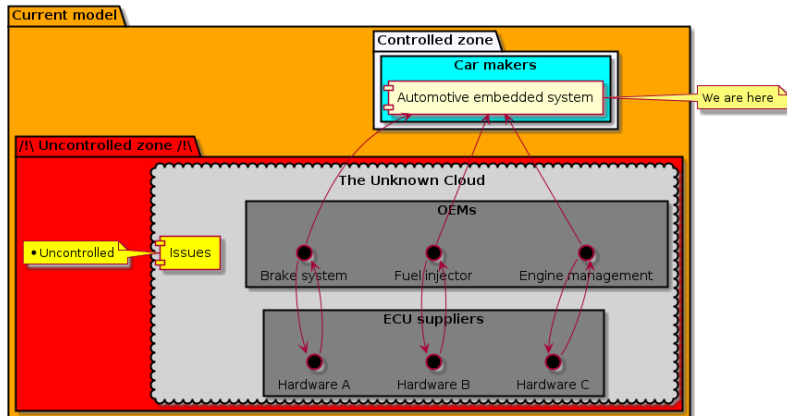 Current model
Controlled zone
Car makers
Automotive embedded system
We are here
/!\ Uncontrolled zone /!\
The Unknown Cloud
OEMs
• Uncontrolled
Issues
Brake system
Fuel injector
Engine management
ECU suppliers
Hardware A
Hardware B
Hardware C